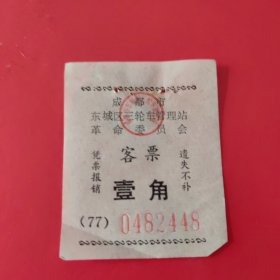 成都市
东城区三轮车管理站
革命委员会
客票
凭票报销
壹角
遗失不补
(77) 0482448